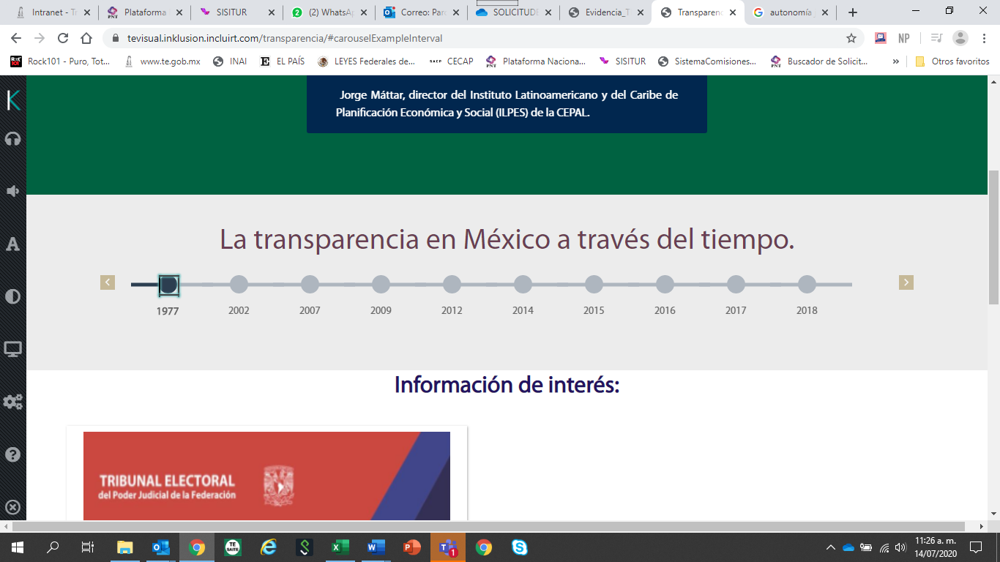 Intranet - Tr
Plataforma
SISITUR
(2) WhatsAp
Correo: Parc
SOLICITUDE
Evidencia_T
Transparenc
autonomía j
tevisual.inklusion.incluirt.com/transparencia/#carouselExampleInterval
NP
Rock101 - Puro, Tot...
www.te.gob.mx
INAI
EL PAÍS
LEYES Federales de...
CECAP
Plataforma Naciona...
SISITUR
SistemaComisiones...
Buscador de Solicit...
»
Otros favoritos
Jorge Máttar, director del Instituto Latinoamericano y del Caribe de
Planificación Económica y Social (ILPES) de la CEPAL.
La transparencia en México a través del tiempo.
1977
2002
2007
2009
2012
2014
2015
2016
2017
2018
Información de interés:
TRIBUNAL ELECTORAL
del Poder Judicial de la Federación
TE
SAITE
1
11:26 a. m.
14/07/2020